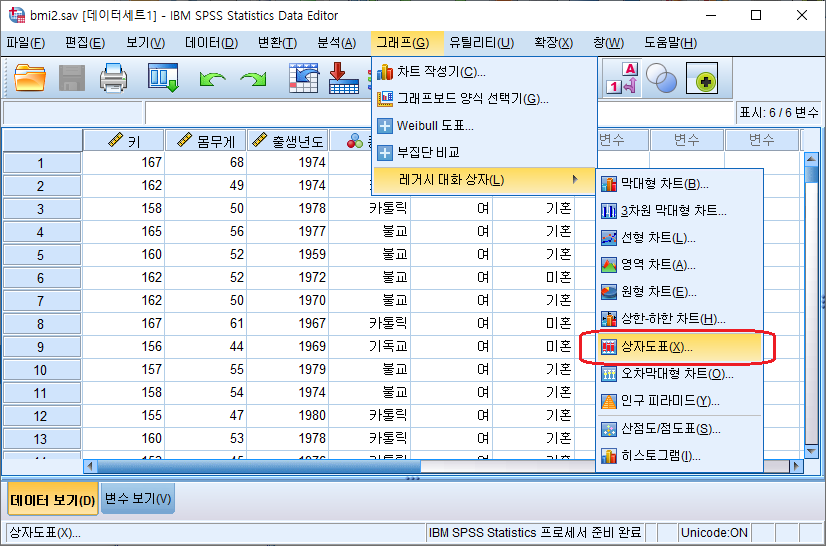 bmi2.sav [데이터세트1] - IBM SPSS Statistics Data Editor
파일(F) 편집(E) 보기(V) 데이터(D) 변환(T) 분석(A) 그래프(G) 유틸리티(U) 확장(X) 창(W) 도움말(H)
차트 작성기(C)...
그래프보드 양식 선택기(G)...
Weibull 도표...
부집단 비교
레거시 대화 상자(L)
막대형 차트(B)...
3차원 막대형 차트...
선형 차트(L)...
영역 차트(A)...
원형 차트(E)...
상한-하한 차트(H)...
상자도표(X)...
오차막대형 차트(O)...
인구 피라미드(Y)...
산점도/점도표(S)...
히스토그램(I)...
A
1
표시: 6 / 6 변수
키 몸무게 출생년도 변수 변수 변수
1 167 68 1974
2 162 49 1974
3 158 50 1978 카톨릭 여 기혼
4 165 56 1977 불교 여 기혼
5 160 52 1959 불교 여 기혼
6 162 52 1972 불교 여 미혼
7 162 50 1970 불교 여 기혼
8 167 61 1967 카톨릭 여 미혼
9 156 44 1969 기독교 여 미혼
10 157 55 1979 불교 여 기혼
11 158 54 1974 불교 여 기혼
12 155 47 1980 카톨릭 여 기혼
13 160 53 1978 카톨릭 여 기혼
데이터 보기(D) 변수 보기(V)
상자도표(X)... IBM SPSS Statistics 프로세서 준비 완료 Unicode:ON